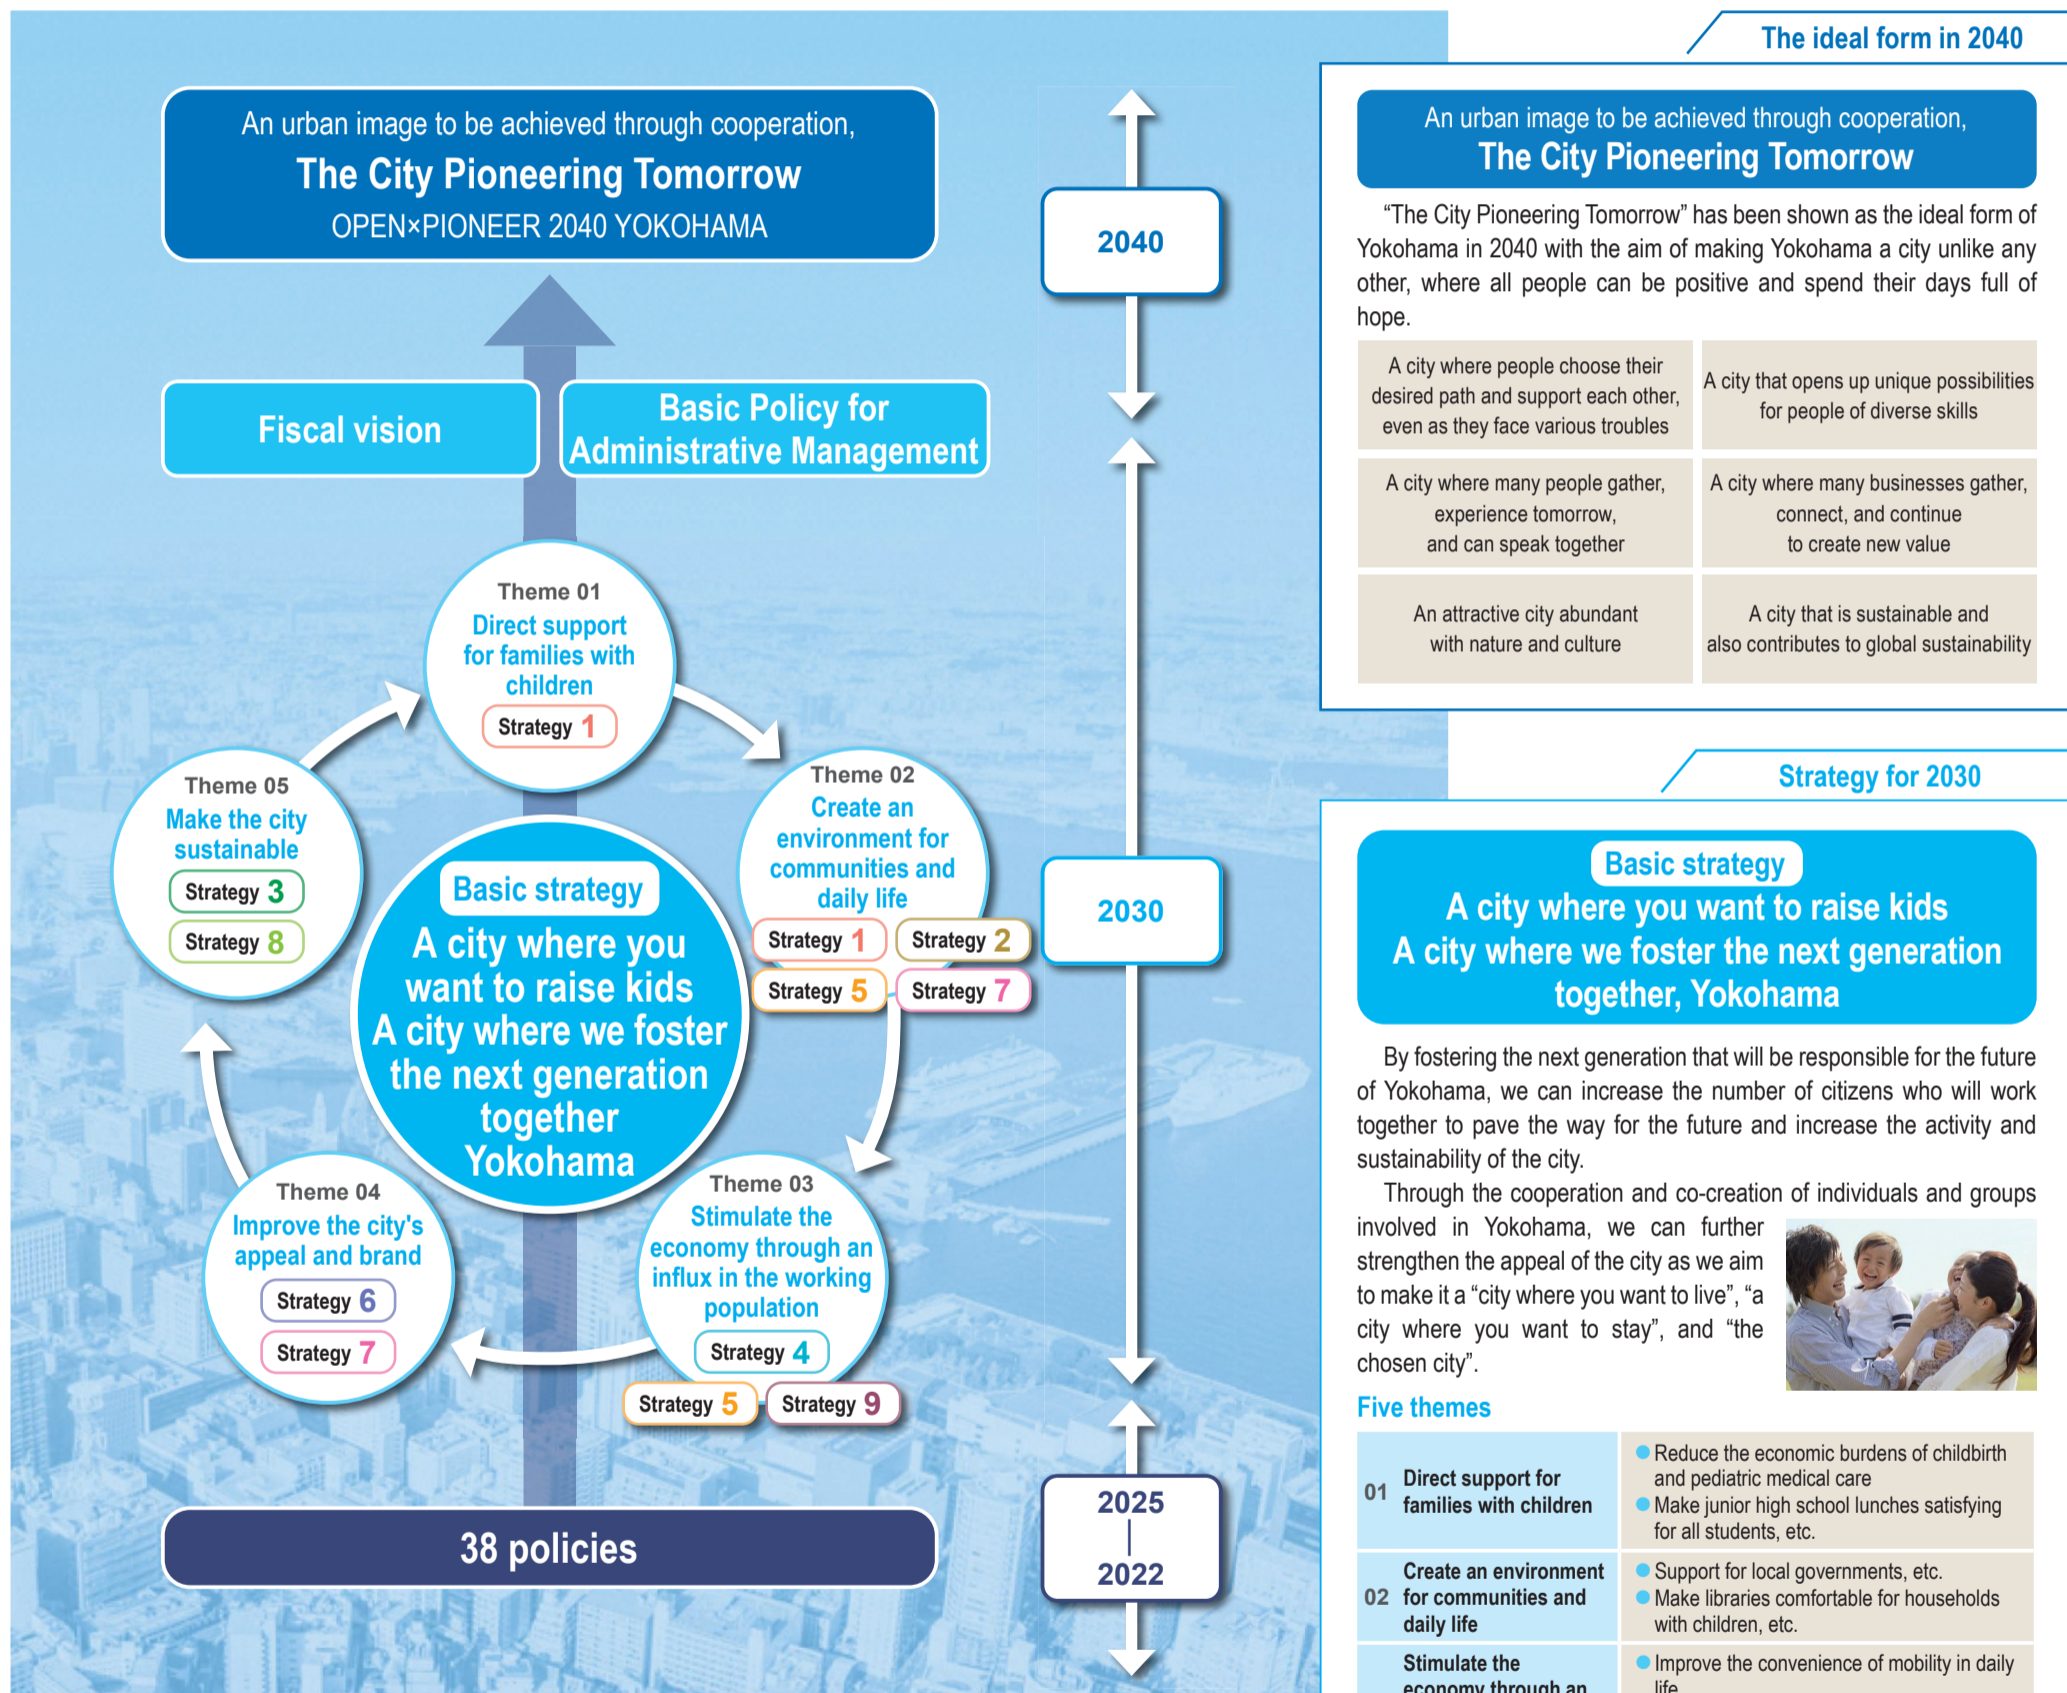 An urban image to be achieved through cooperation,
The City Pioneering Tomorrow
OPEN×PIONEER 2040 YOKOHAMA
Fiscal vision
Basic Policy for
Administrative Management
Theme 01
Direct support
for families with
children
Strategy 1
Theme 02
Create an
environment for
communities and
daily life
Strategy 1
Strategy 2
Strategy 5
Strategy 7
Theme 03
Stimulate the
economy through an
influx in the working
population
Strategy 4
Strategy 5
Strategy 9
Theme 04
Improve the city's
appeal and brand
Strategy 6
Strategy 7
Theme 05
Make the city
sustainable
Strategy 3
Strategy 8
Basic strategy
A city where you
want to raise kids
A city where we foster
the next generation
together
Yokohama
38 policies
2040
2030
2025
2022
The ideal form in 2040
An urban image to be achieved through cooperation,
The City Pioneering Tomorrow
“The City Pioneering Tomorrow” has been shown as the ideal form of
Yokohama in 2040 with the aim of making Yokohama a city unlike any
other, where all people can be positive and spend their days full of
hope.
A city where people choose their
desired path and support each other,
even as they face various troubles
A city that opens up unique possibilities
for people of diverse skills
A city where many people gather,
experience tomorrow,
and can speak together
A city where many businesses gather,
connect, and continue
to create new value
An attractive city abundant
with nature and culture
A city that is sustainable and
also contributes to global sustainability
Strategy for 2030
Basic strategy
A city where you want to raise kids
A city where we foster the next generation
together, Yokohama
By fostering the next generation that will be responsible for the future
of Yokohama, we can increase the number of citizens who will work
together to pave the way for the future and increase the activity and
sustainability of the city.
Through the cooperation and co-creation of individuals and groups
involved in Yokohama, we can further
strengthen the appeal of the city as we aim
to make it a “city where you want to live”, “a
city where you want to stay”, and “the
chosen city”.
Five themes
01
Direct support for
families with children
● Reduce the economic burdens of childbirth
and pediatric medical care
● Make junior high school lunches satisfying
for all students, etc.
02
Create an environment
for communities and
daily life
● Support for local governments, etc.
● Make libraries comfortable for households
with children, etc.
Stimulate the
economy through an
● Improve the convenience of mobility in daily
life